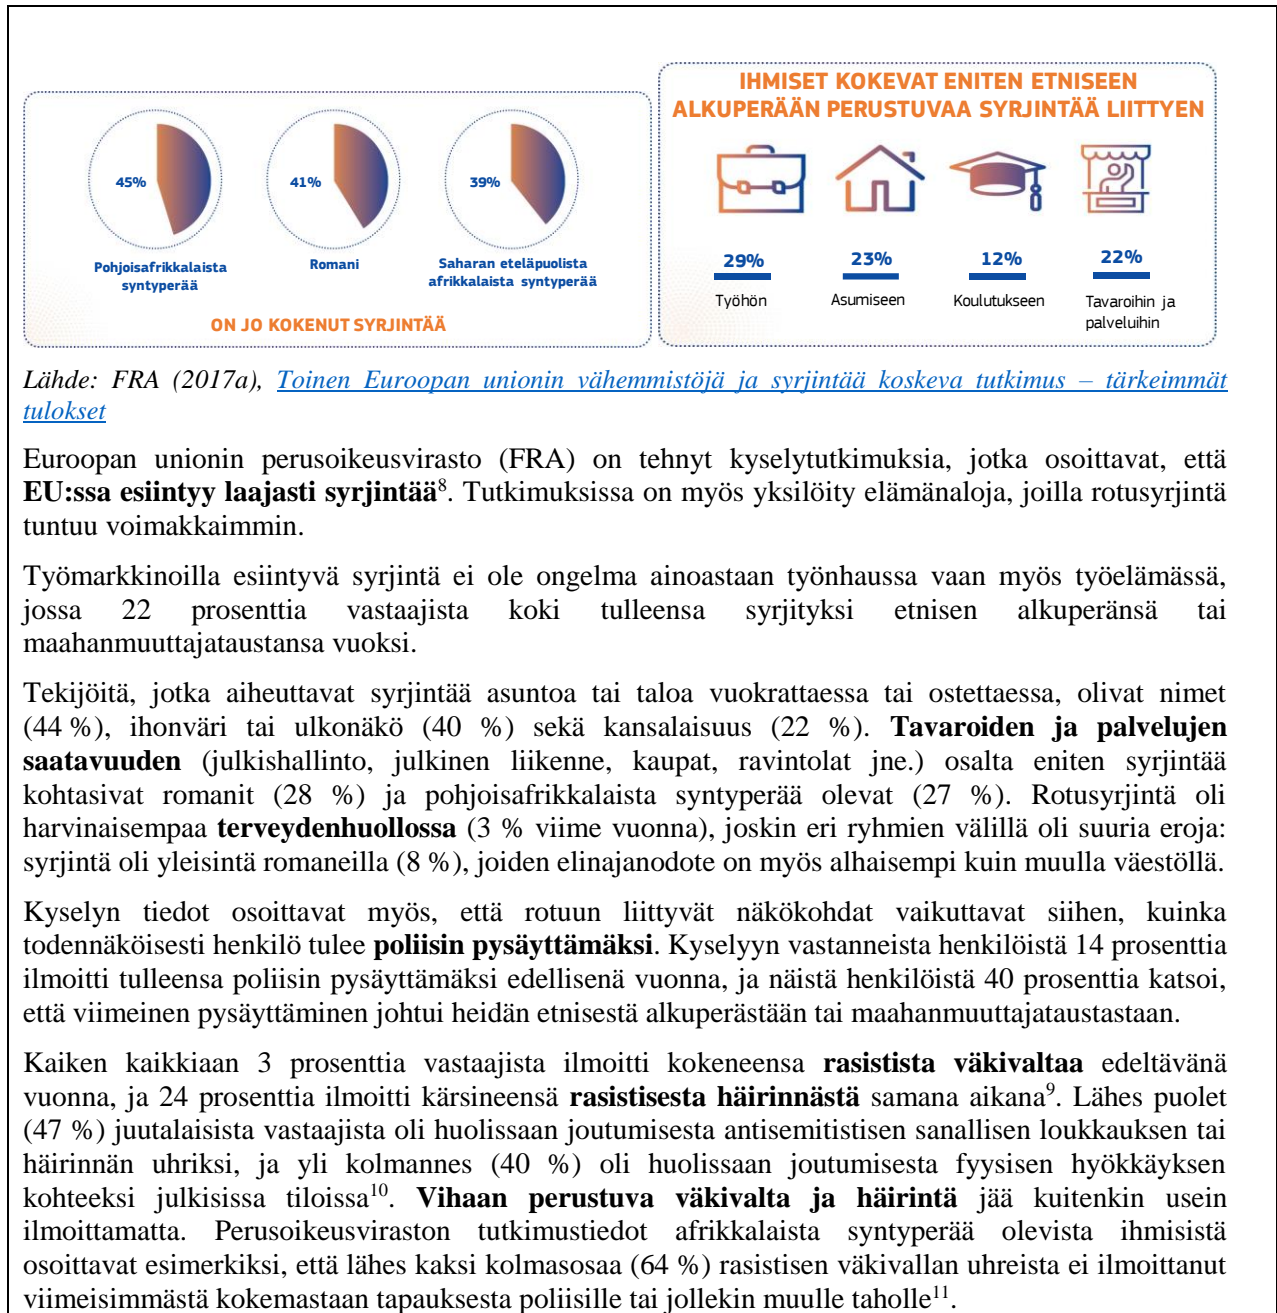 45%
41%
39%
Pohjoisafrikkalaista
syntyperää
Romani
Saharan eteläpuolista
afrikkalaista syntyperää
ON JO KOKENUT SYRJINTÄÄ
IHMISET KOKEVAT ENITEN ETNISEEN
ALKUPERÄÄN PERUSTUVAA SYRJINTÄÄ LIITTYEN
29%
23%
12%
22%
Työhön
Asumiseen
Koulutukseen
Tavaroihin ja
palveluihin
Lähde: FRA (2017a), Toinen Euroopan unionin vähemmistöjä ja syrjintää koskeva tutkimus – tärkeimmät
tulokset
Euroopan unionin perusoikeusvirasto (FRA) on tehnyt kyselytutkimuksia, jotka osoittavat, että
EU:ssa esiintyy laajasti syrjintää⁸. Tutkimuksissa on myös yksilöity elämänaloja, joilla rotusyrjintä
tuntuu voimakkaimmin.
Työmarkkinoilla esiintyvä syrjintä ei ole ongelma ainoastaan työnhaussa vaan myös työelämässä,
jossa 22 prosenttia vastaajista koki tulleensa syrjityksi etnisen alkuperänsä tai
maahanmuuttajataustansa vuoksi.
Tekijöitä, jotka aiheuttavat syrjintää asuntoa tai taloa vuokrattaessa tai ostettaessa, olivat nimet
(44 %), ihonväri tai ulkonäkö (40 %) sekä kansalaisuus (22 %). Tavaroiden ja palvelujen
saatavuuden (julkishallinto, julkinen liikenne, kaupat, ravintolat jne.) osalta eniten syrjintää
kohtasivat romanit (28 %) ja pohjoisafrikkalaista syntyperää olevat (27 %). Rotusyrjintä oli
harvinaisempaa terveydenhuollossa (3 % viime vuonna), joskin eri ryhmien välillä oli suuria eroja:
syrjintä oli yleisintä romaneilla (8 %), joiden elinajanodote on myös alhaisempi kuin muulla väestöllä.
Kyselyn tiedot osoittavat myös, että rotuun liittyvät näkökohdat vaikuttavat siihen, kuinka
todennäköisesti henkilö tulee poliisin pysäyttämäksi. Kyselyyn vastanneista henkilöistä 14 prosenttia
ilmoitti tulleensa poliisin pysäyttämäksi edellisenä vuonna, ja näistä henkilöistä 40 prosenttia katsoi,
että viimeinen pysäyttäminen johtui heidän etnisestä alkuperästään tai maahanmuuttajataustastaan.
Kaiken kaikkiaan 3 prosenttia vastaajista ilmoitti kokeneensa rasistista väkivaltaa edeltävänä
vuonna, ja 24 prosenttia ilmoitti kärsineensä rasistisesta häirinnästä samana aikana⁹. Lähes puolet
(47 %) juutalaisista vastaajista oli huolissaan joutumisesta antisemitistisen sanallisen loukkauksen tai
häirinnän uhriksi, ja yli kolmannes (40 %) oli huolissaan joutumisesta fyysisen hyökkäyksen
kohteeksi julkisissa tiloissa¹⁰. Vihaan perustuva väkivalta ja häirintä jää kuitenkin usein
ilmoittamatta. Perusoikeusviraston tutkimustiedot afrikkalaista syntyperää olevista ihmisistä
osoittavat esimerkiksi, että lähes kaksi kolmasosaa (64 %) rasistisen väkivallan uhreista ei ilmoittanut
viimeisimmästä kokemastaan tapauksesta poliisille tai jollekin muulle taholle¹¹.